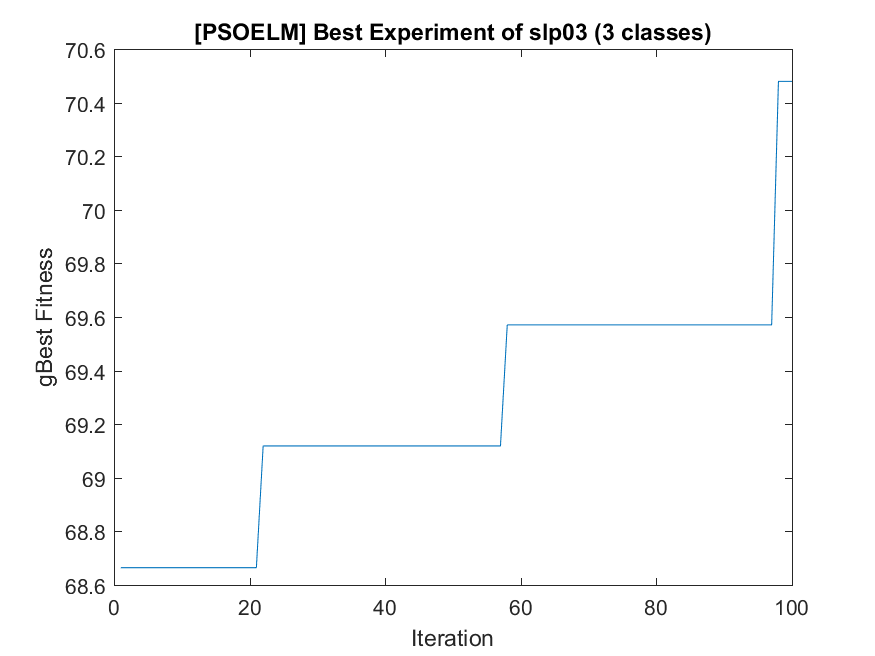 [PSOELM] Best Experiment of slp03 (3 classes)
70.6
70.4
70.2
70
69.8
69.6
69.4
69.2
69
68.8
68.6
gBest Fitness
0 20 40 60 80 100
Iteration